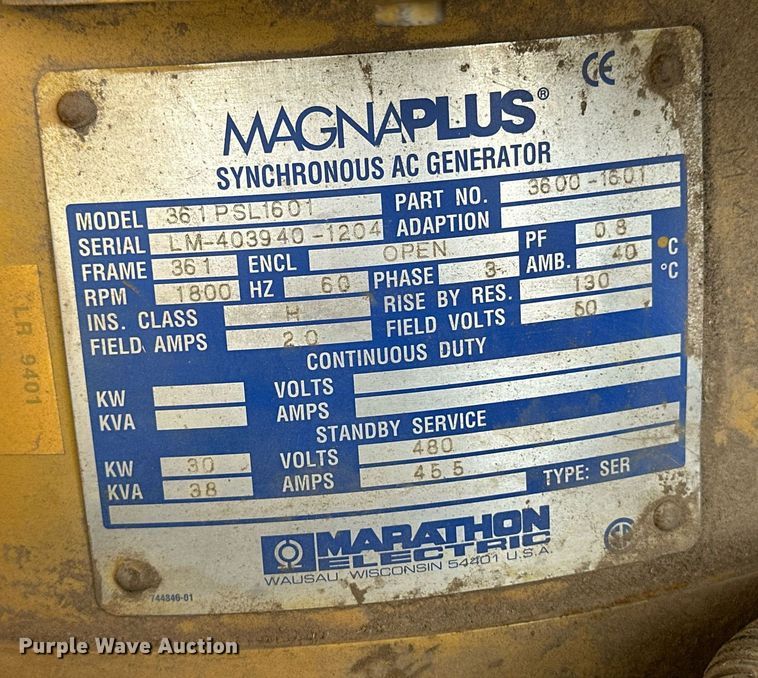 CE
MAGNAPLUS®
SYNCHRONOUS AC GENERATOR
MODEL 361PSL1601 PART NO. 3600-1601
SERIAL LM-403940-1204 ADAPTION
FRAME 361 ENCL OPEN PF 0.8
RPM 1800 HZ 60 PHASE 3 AMB. 40 °C
INS. CLASS H RISE BY RES. 130 °C
FIELD AMPS 2.0 FIELD VOLTS 50
CONTINUOUS DUTY
KW VOLTS
KVA AMPS
STANDBY SERVICE
KW 30 VOLTS 480
KVA 38 AMPS 45.5 TYPE: SER
MARATHON
ELECTRIC
WAUSAU, WISCONSIN 54401 U.S.A.
744846-01
LR 9401
Purple Wave Auction